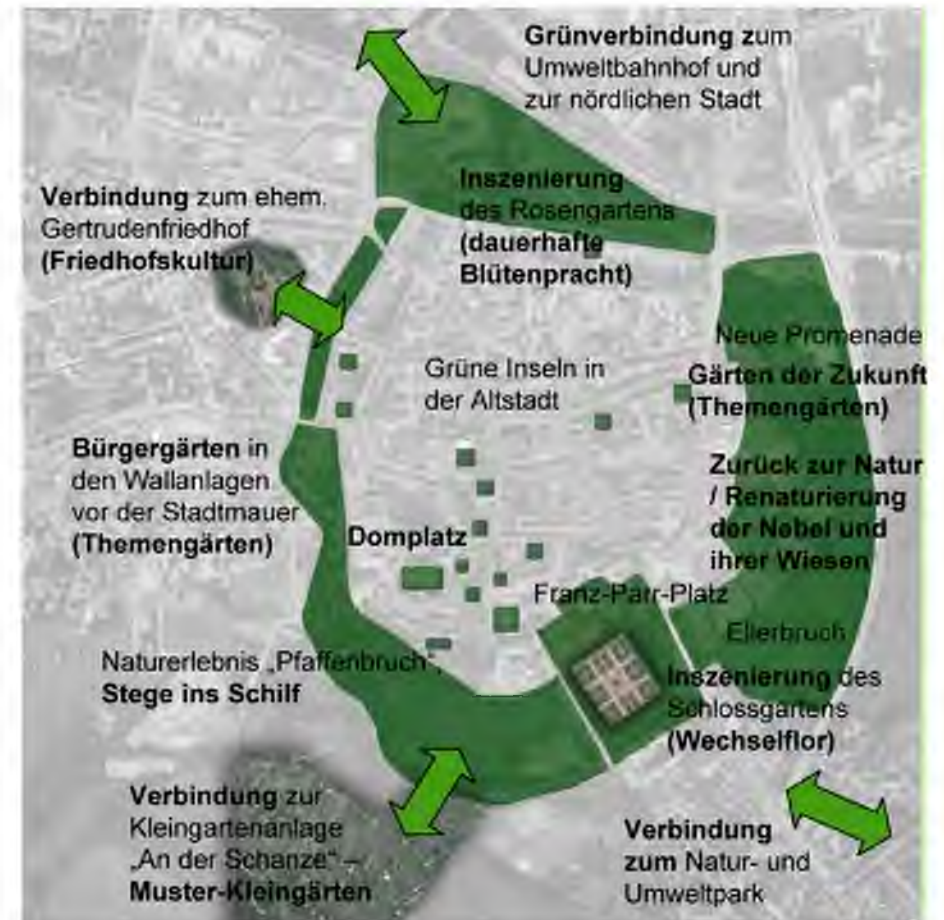 Grünverbindung zum
Umweltbahnhof und
zur nördlichen Stadt
Inszenierung
des Rosengartens
(dauerhafte
Blütenpracht)
Verbindung zum ehem.
Gertrudenfriedhof
(Friedhofskultur)
Neue Promenade
Gärten der Zukunft
(Themengärten)
Grüne Inseln in
der Altstadt
Bürgergärten in
den Wallanlagen
vor der Stadtmauer
(Themengärten)
Zurück zur Natur
/ Renaturierung
der Nebel und
ihrer Wiesen
Domplatz
Franz-Parr-Platz
Ellerbruch
Naturerlebnis „Pfaffenbruch“,
Stege ins Schilf
Inszenierung des
Schlossgartens
(Wechselflor)
Verbindung zur
Kleingartenanlage
„An der Schanze“ –
Muster-Kleingärten
Verbindung
zum Natur- und
Umweltpark